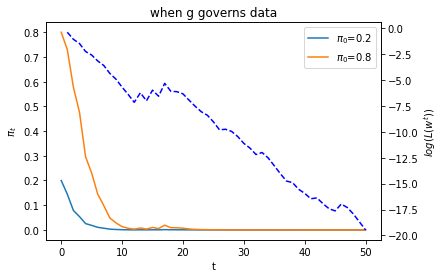 when g governs data
π₀=0.2
π₀=0.8
0.8
0.7
0.6
0.5
0.4
0.3
0.2
0.1
0.0
πₜ
0.0
−2.5
−5.0
−7.5
−10.0
−12.5
−15.0
−17.5
−20.0
log(L(wᵗ))
0 10 20 30 40 50
t